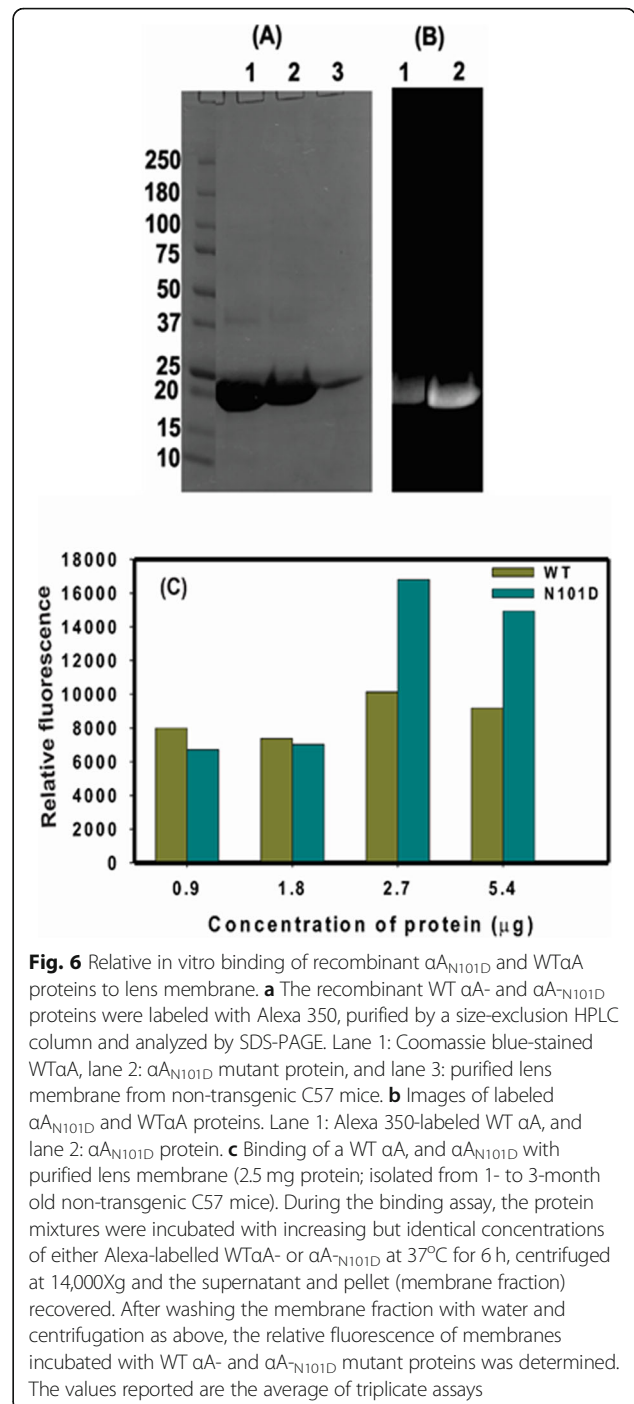 (A)
(B)
1 2 3
1 2
250
180
100
75
50
37
25
20
15
10
18000
16000
14000
12000
10000
8000
6000
4000
2000
0
Relative fluorescence
(C)
WT
N101D
0.9 1.8 2.7 5.4
Concentration of protein (μg)
Fig. 6 Relative in vitro binding of recombinant αAN101D and WTαA
proteins to lens membrane. a The recombinant WT αA- and αA-N101D
proteins were labeled with Alexa 350, purified by a size-exclusion HPLC
column and analyzed by SDS-PAGE. Lane 1: Coomassie blue-stained
WTαA, lane 2: αAN101D mutant protein, and lane 3: purified lens
membrane from non-transgenic C57 mice. b Images of labeled
αAN101D and WTαA proteins. Lane 1: Alexa 350-labeled WT αA, and
lane 2: αAN101D protein. c Binding of a WT αA, and αAN101D with
purified lens membrane (2.5 mg protein; isolated from 1- to 3-month
old non-transgenic C57 mice). During the binding assay, the protein
mixtures were incubated with increasing but identical concentrations
of either Alexa-labelled WTαA- or αA-N101D at 37°C for 6 h, centrifuged
at 14,000Xg and the supernatant and pellet (membrane fraction)
recovered. After washing the membrane fraction with water and
centrifugation as above, the relative fluorescence of membranes
incubated with WT αA- and αA-N101D mutant proteins was determined.
The values reported are the average of triplicate assays